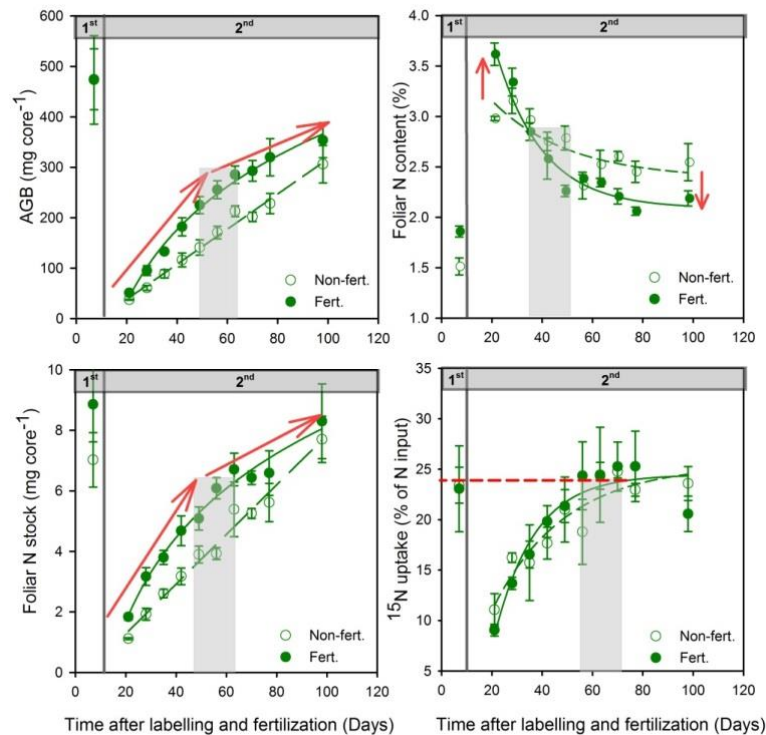 1st 2nd
600
500
400
300
200
100
0
AGB (mg core⁻¹)
Non-fert.
Fert.
0 20 40 60 80 100 120
1st 2nd
4.0
3.5
3.0
2.5
2.0
1.5
1.0
Foliar N content (%)
Non-fert.
Fert.
0 20 40 60 80 100 120
1st 2nd
10
8
6
4
2
0
Foliar N stock (mg core⁻¹)
Non-fert.
Fert.
0 20 40 60 80 100 120
Time after labelling and fertilization (Days)
1st 2nd
35
30
25
20
15
10
5
¹⁵N uptake (% of N input)
Non-fert.
Fert.
0 20 40 60 80 100 120
Time after labelling and fertilization (Days)